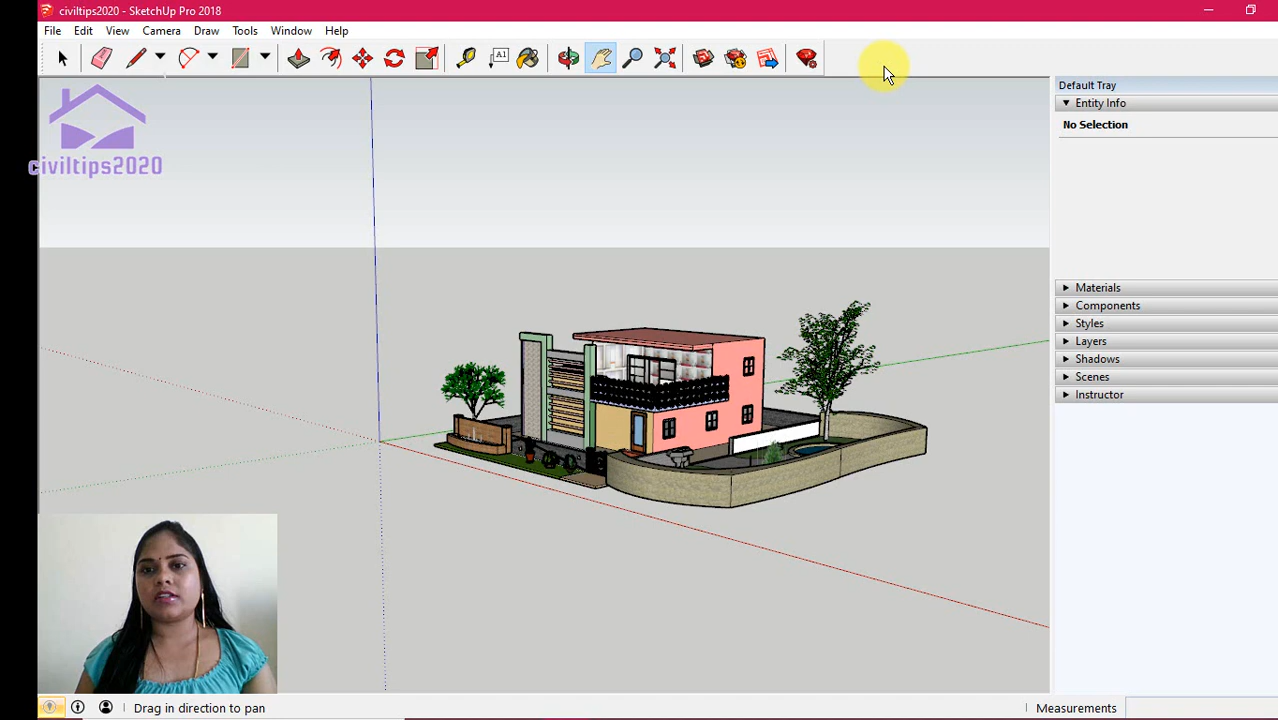 civiltips2020 - SketchUp Pro 2018
File Edit View Camera Draw Tools Window Help
A1
civiltips2020
Default Tray
Entity Info
No Selection
Materials
Components
Styles
Layers
Shadows
Scenes
Instructor
Drag in direction to pan
Measurements